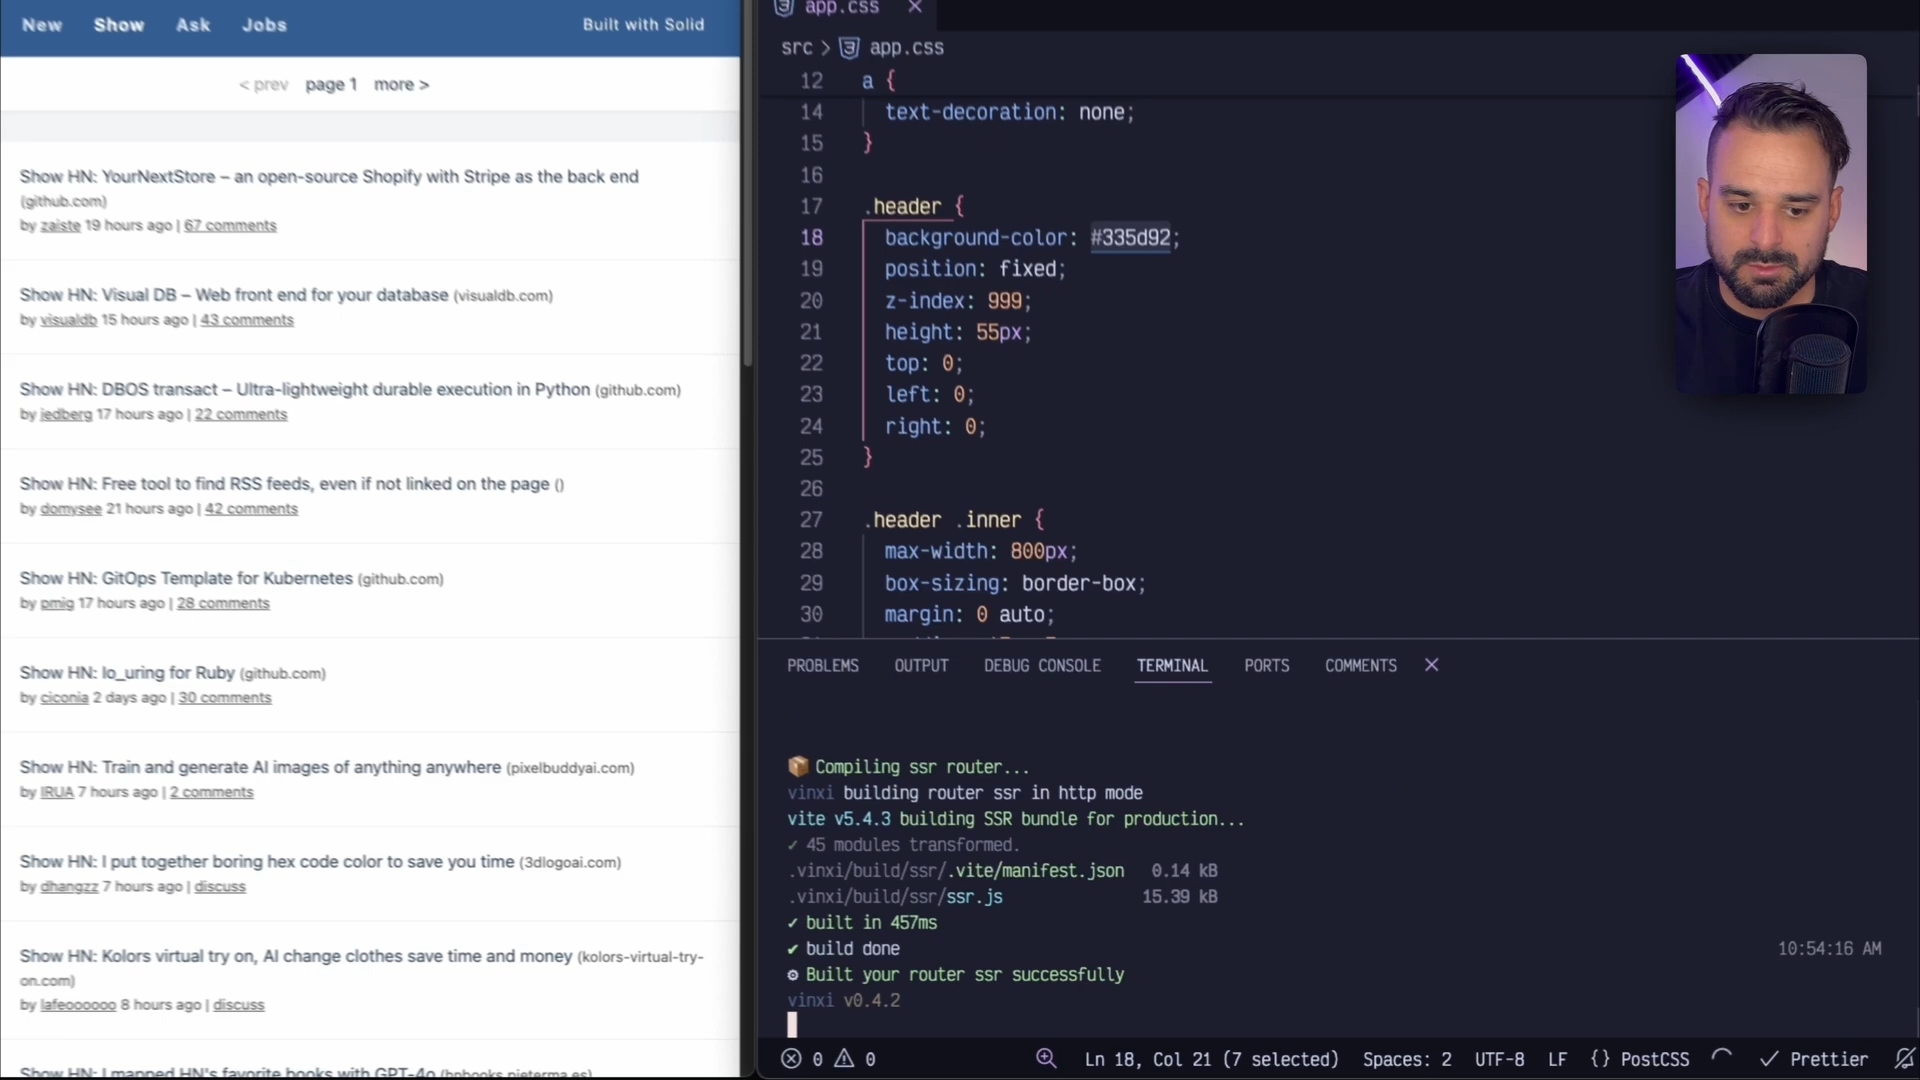 New Show Ask Jobs Built with Solid
< prev page 1 more >
Show HN: YourNextStore – an open-source Shopify with Stripe as the back end
(github.com)
by zaiste 19 hours ago | 67 comments
Show HN: Visual DB – Web front end for your database (visualdb.com)
by visualdb 15 hours ago | 43 comments
Show HN: DBOS transact – Ultra-lightweight durable execution in Python (github.com)
by jedberg 17 hours ago | 22 comments
Show HN: Free tool to find RSS feeds, even if not linked on the page ()
by domysee 21 hours ago | 42 comments
Show HN: GitOps Template for Kubernetes (github.com)
by pmig 17 hours ago | 28 comments
Show HN: Io_uring for Ruby (github.com)
by ciconia 2 days ago | 30 comments
Show HN: Train and generate AI images of anything anywhere (pixelbuddyai.com)
by IRUA 7 hours ago | 2 comments
Show HN: I put together boring hex code color to save you time (3dlogoai.com)
by dhangzz 7 hours ago | discuss
Show HN: Kolors virtual try on, AI change clothes save time and money (kolors-virtual-try-
on.com)
by lafeoooooo 8 hours ago | discuss
Show HN: I mapped HN's favorite books with GPT-4o (hnbooks.pieterma.es)
app.css
src > app.css
12 a {
14 text-decoration: none;
15 }
16
17 .header {
18 background-color: #335d92;
19 position: fixed;
20 z-index: 999;
21 height: 55px;
22 top: 0;
23 left: 0;
24 right: 0;
25 }
26
27 .header .inner {
28 max-width: 800px;
29 box-sizing: border-box;
30 margin: 0 auto;
PROBLEMS OUTPUT DEBUG CONSOLE TERMINAL PORTS COMMENTS
📦 Compiling ssr router...
vinxi building router ssr in http mode
vite v5.4.3 building SSR bundle for production...
✓ 45 modules transformed.
.vinxi/build/ssr/.vite/manifest.json 0.14 kB
.vinxi/build/ssr/ssr.js 15.39 kB
✓ built in 457ms
✔ build done 10:54:16 AM
⚙ Built your router ssr successfully
vinxi v0.4.2
0 0 Ln 18, Col 21 (7 selected) Spaces: 2 UTF-8 LF {} PostCSS ✓ Prettier